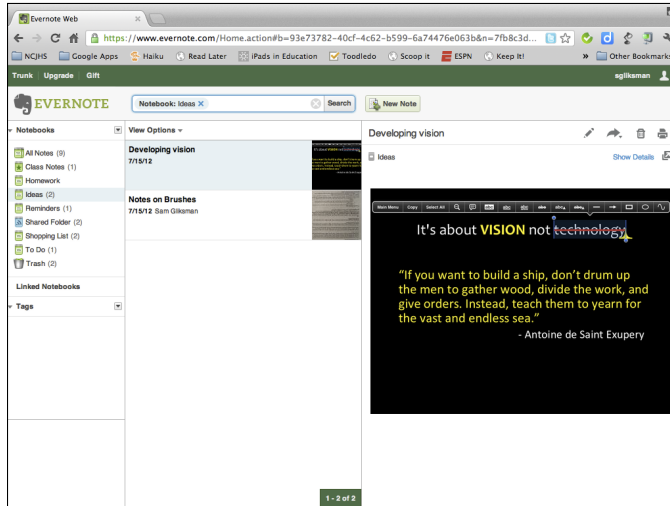 Evernote Web
https://www.evernote.com/Home.action#b=93e73782-40cf-4c62-b599-6a74476e063b&n=7fb8c3d...
NCJHS Google Apps Haiku Read Later iPads in Education Toodledo Scoop it ESPN Keep It! » Other Bookmarks
Trunk Upgrade Gift sgliksman
EVERNOTE Notebook: Ideas × Search New Note
Notebooks
All Notes (9)
Class Notes (1)
Homework
Ideas (2)
Reminders (1)
Shared Folder (2)
Shopping List (2)
To Do (1)
Trash (2)
Linked Notebooks
Tags
View Options
Developing vision
7/15/12
Notes on Brushes
7/15/12 Sam Gliksman
1 - 2 of 2
Developing vision
Ideas Show Details
Main Menu Copy Select All
It's about VISION not technology
“If you want to build a ship, don’t drum up
the men to gather wood, divide the work, and
give orders. Instead, teach them to yearn for
the vast and endless sea.”
- Antoine de Saint Exupery